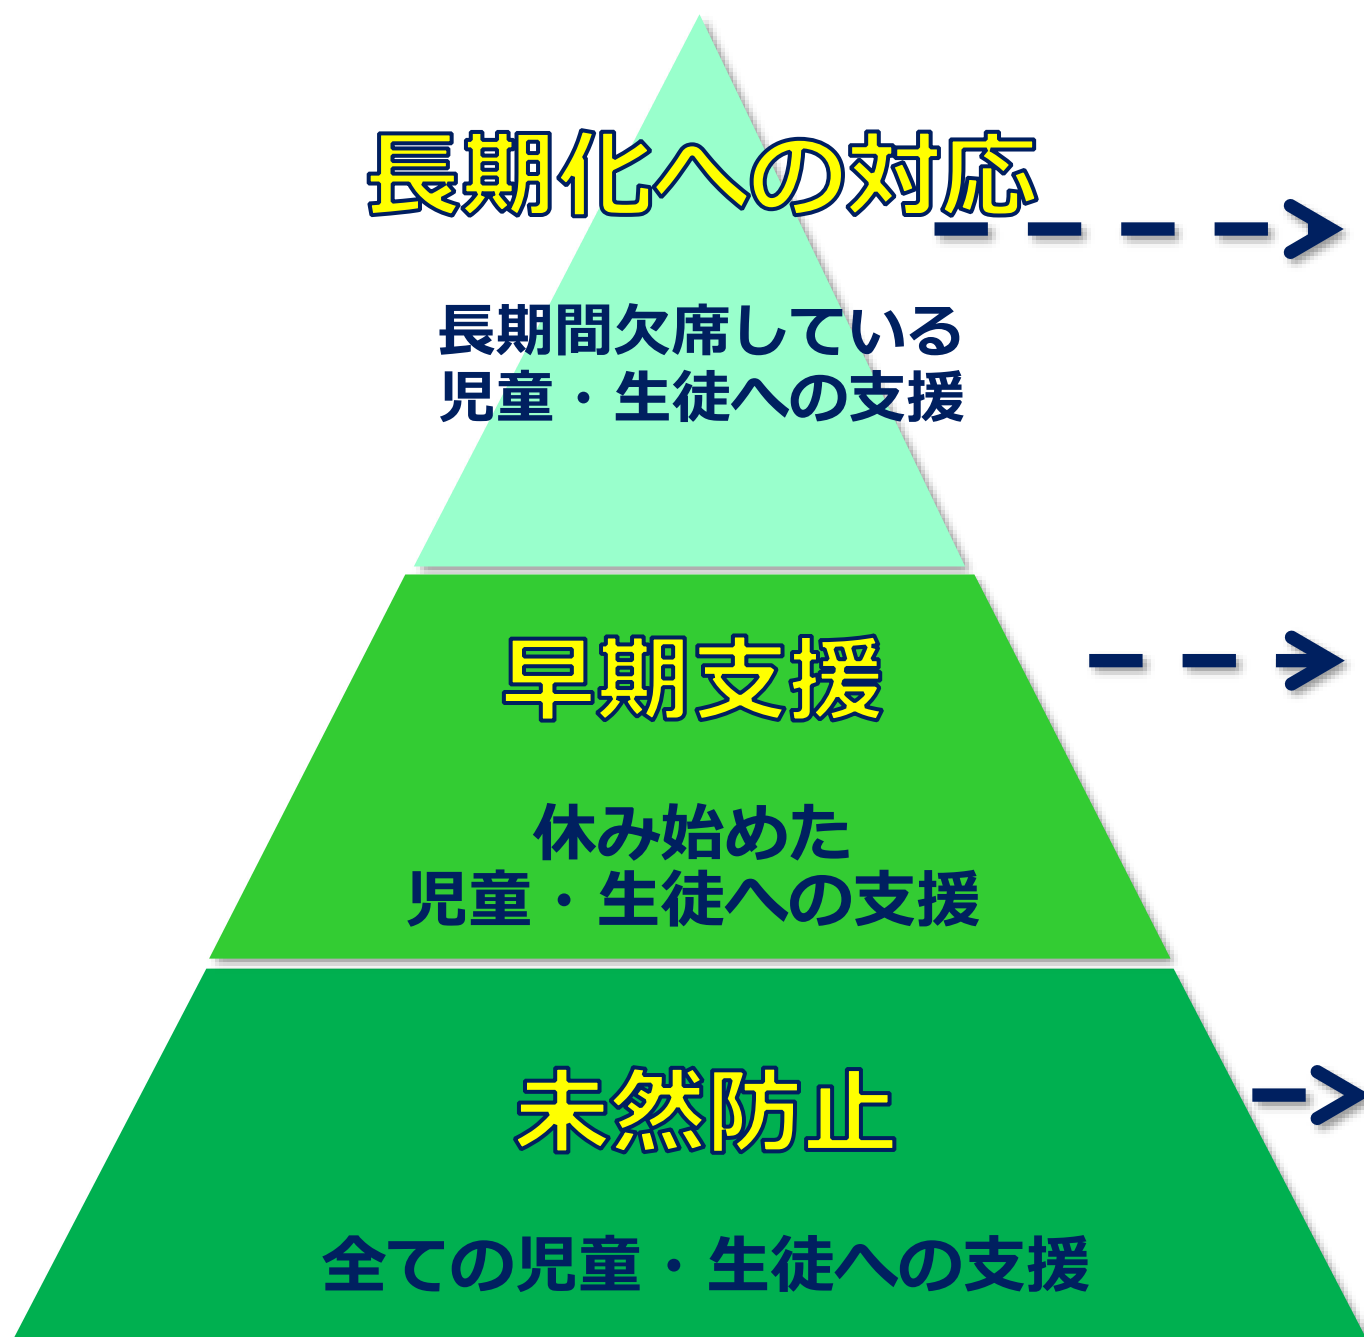 長期化への対応
長期間欠席している
児童・生徒への支援
早期支援
休み始めた
児童・生徒への支援
未然防止
全ての児童・生徒への支援